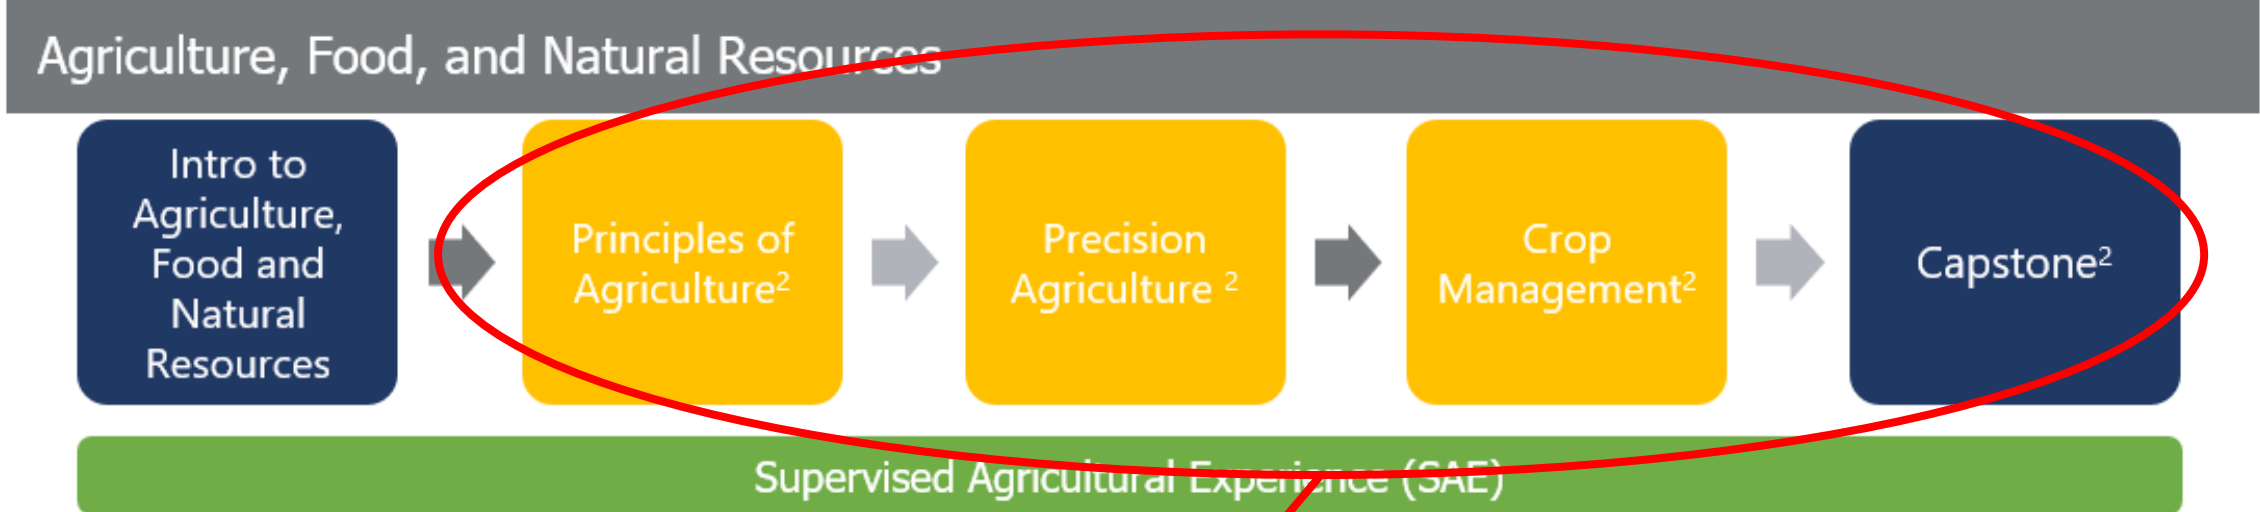 Agriculture, Food, and Natural Resources
Intro to
Agriculture,
Food and
Natural
Resources
Principles of
Agriculture²
Precision
Agriculture ²
Crop
Management²
Capstone²
Supervised Agricultural Experience (SAE)